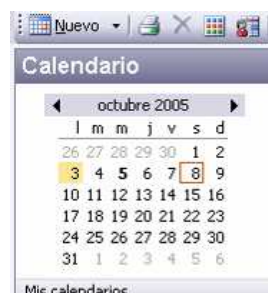 Nuevo
Calendario
octubre 2005
l m m j v s d
26 27 28 29 30 1 2
3 4 5 6 7 8 9
10 11 12 13 14 15 16
17 18 19 20 21 22 23
24 25 26 27 28 29 30
31 1 2 3 4 5 6
Mis calendarios